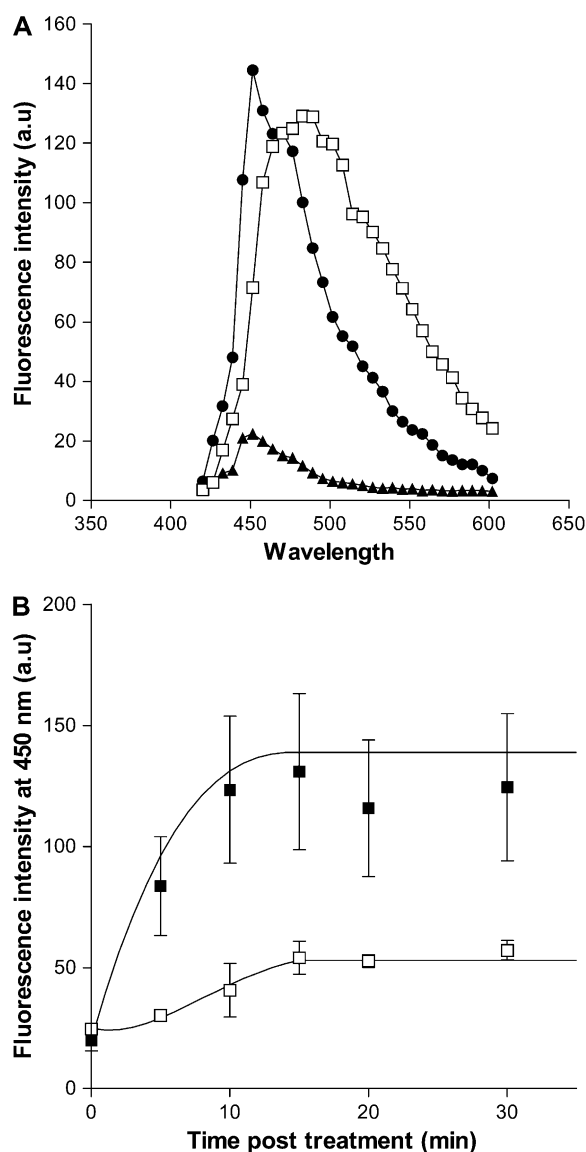 A
160
140
120
100
80
60
40
20
0
Fluorescence intensity (a.u)
350 400 450 500 550 600 650
Wavelength
B
200
150
100
50
0
Fluorescence intensity at 450 nm (a.u)
0 10 20 30
Time post treatment (min)